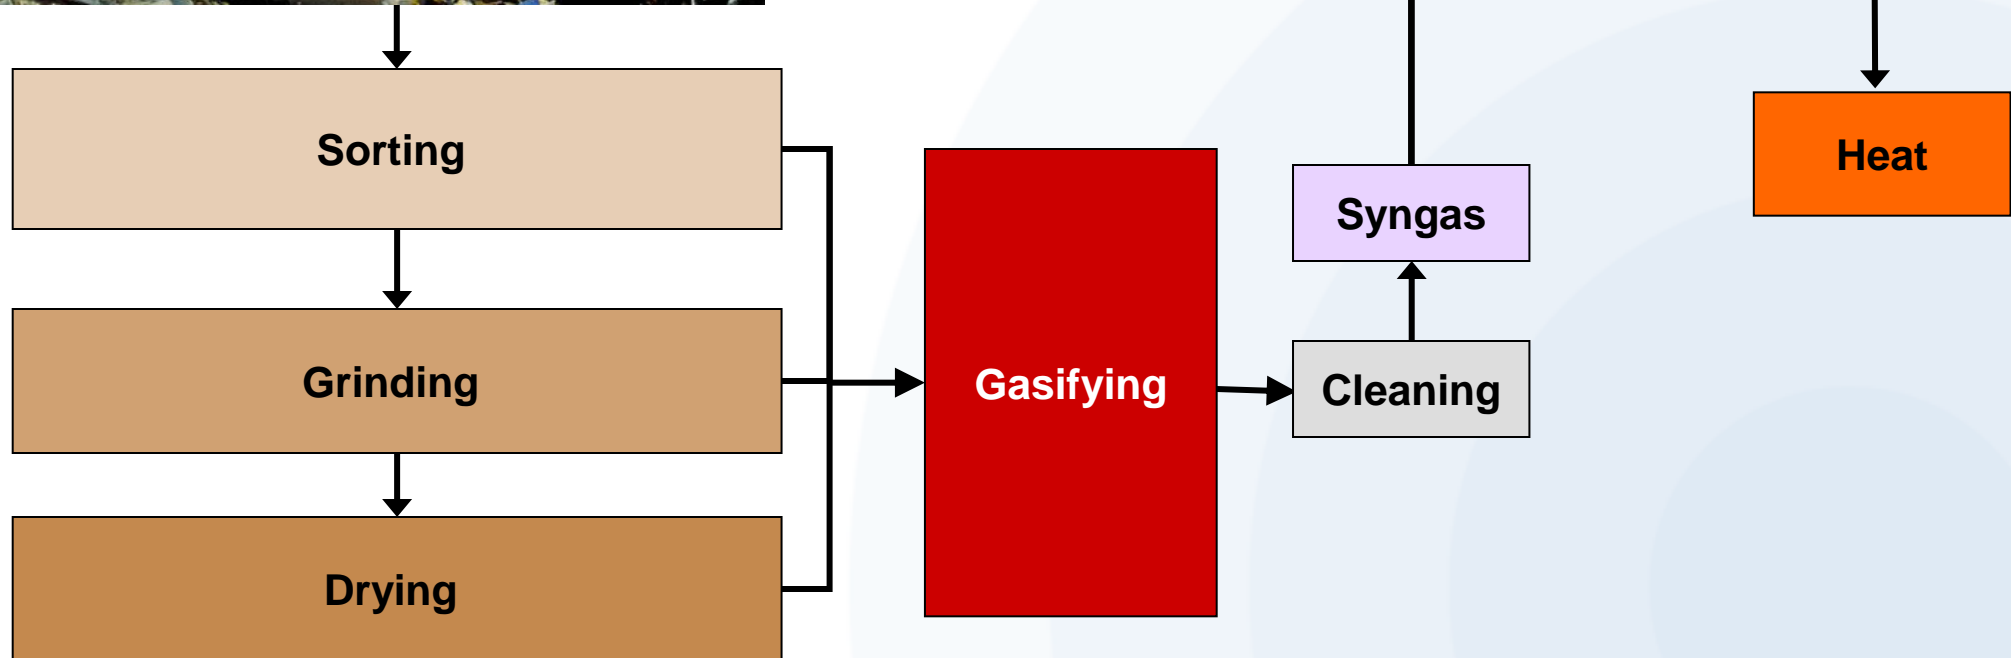 Sorting
Grinding
Drying
Gasifying
Cleaning
Syngas
Heat